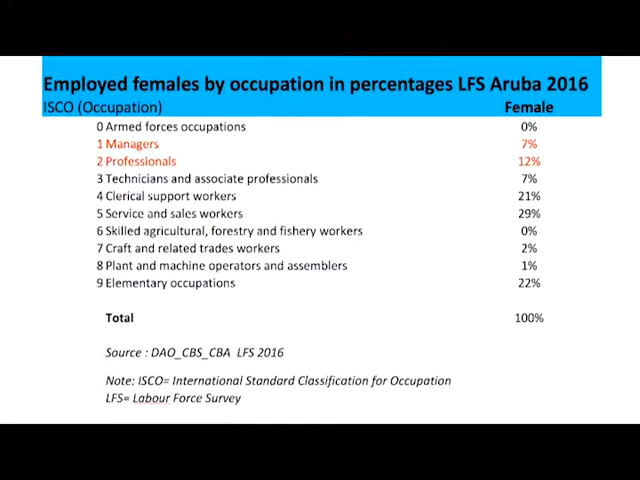 Employed females by occupation in percentages LFS Aruba 2016
ISCO (Occupation) Female
0 Armed forces occupations 0%
1 Managers 7%
2 Professionals 12%
3 Technicians and associate professionals 7%
4 Clerical support workers 21%
5 Service and sales workers 29%
6 Skilled agricultural, forestry and fishery workers 0%
7 Craft and related trades workers 2%
8 Plant and machine operators and assemblers 1%
9 Elementary occupations 22%
Total 100%
Source : DAO_CBS_CBA LFS 2016
Note: ISCO= International Standard Classification for Occupation
LFS= Labour Force Survey